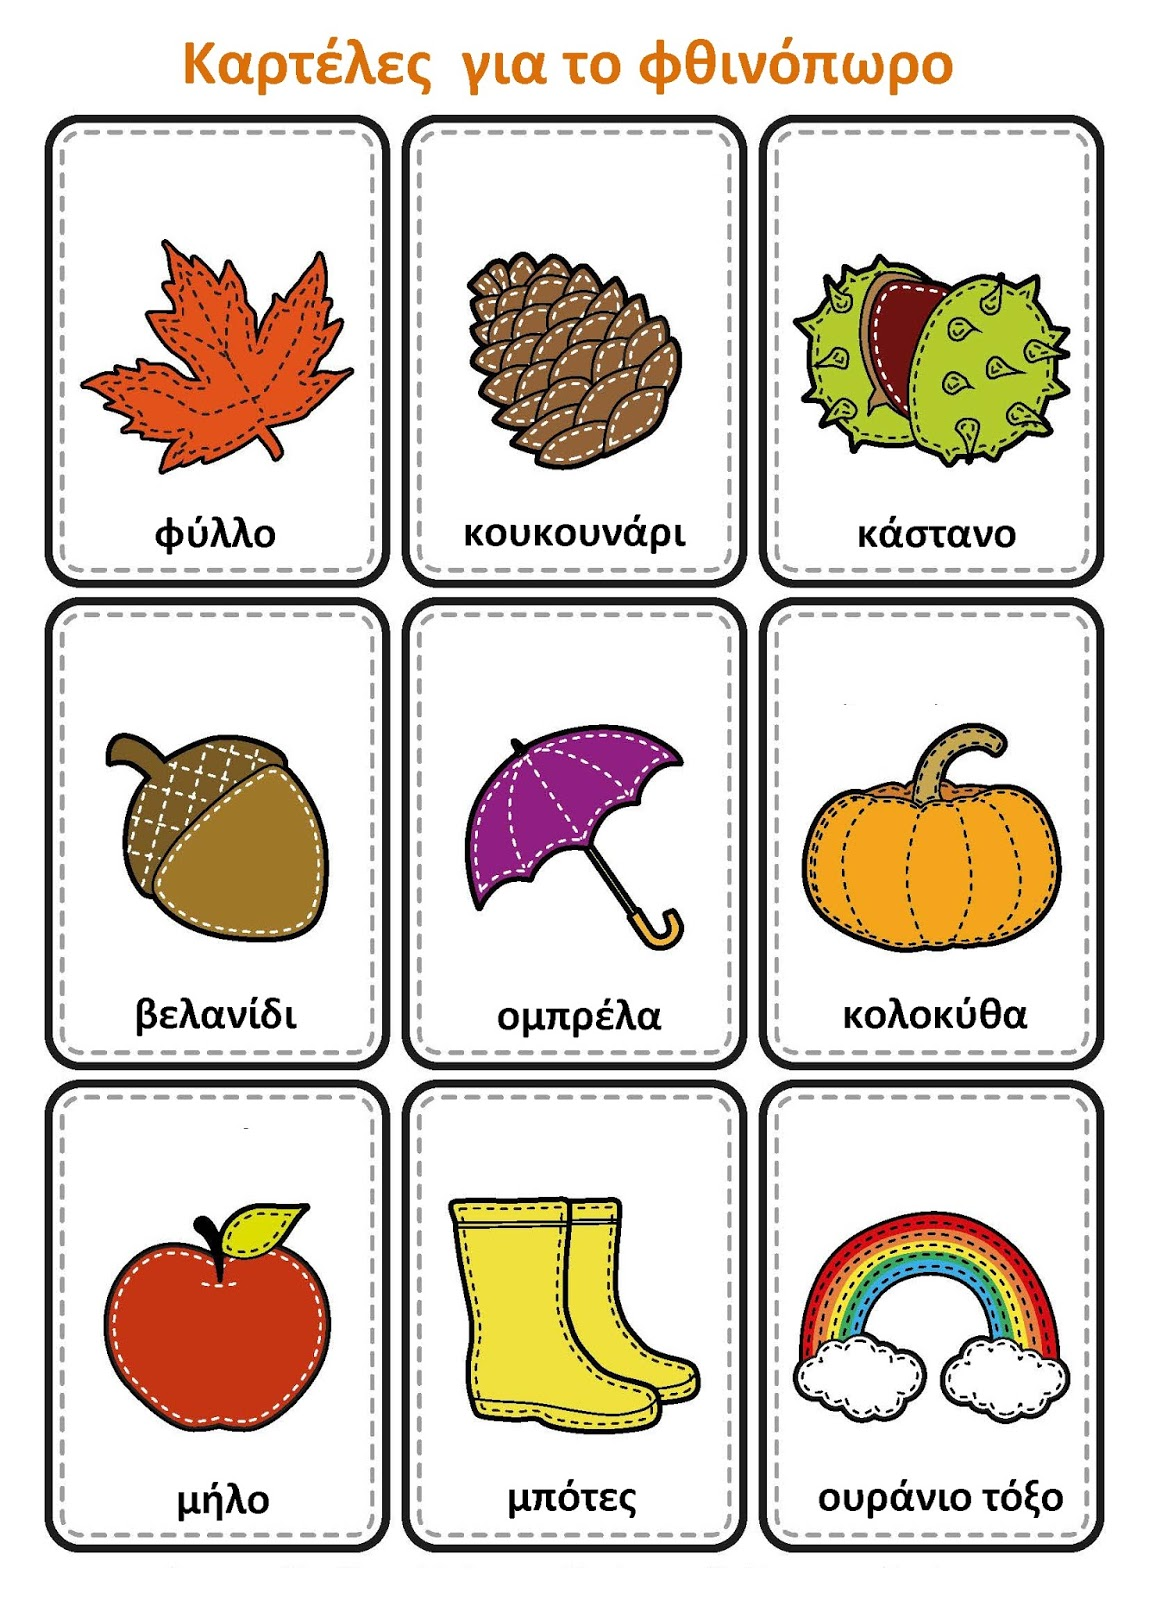 Καρτέλες για το φθινόπωρο
φύλλο
κουκουνάρι
κάστανο
βελανίδι
ομπρέλα
κολοκύθα
μήλο
μπότες
ουράνιο τόξο